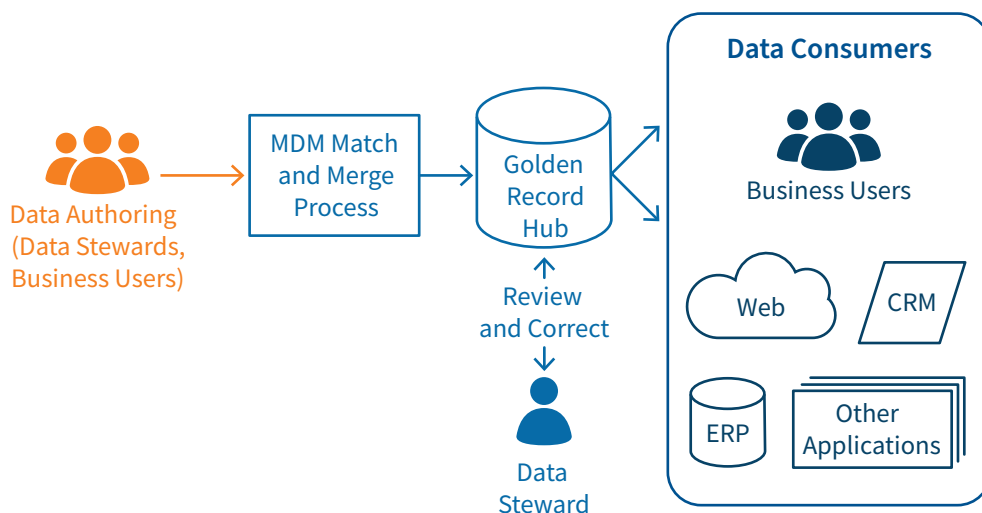 Data Authoring
(Data Stewards,
Business Users)
MDM Match
and Merge
Process
Golden
Record
Hub
Review
and Correct
Data
Steward
Data Consumers
Business Users
Web
CRM
ERP
Other
Applications